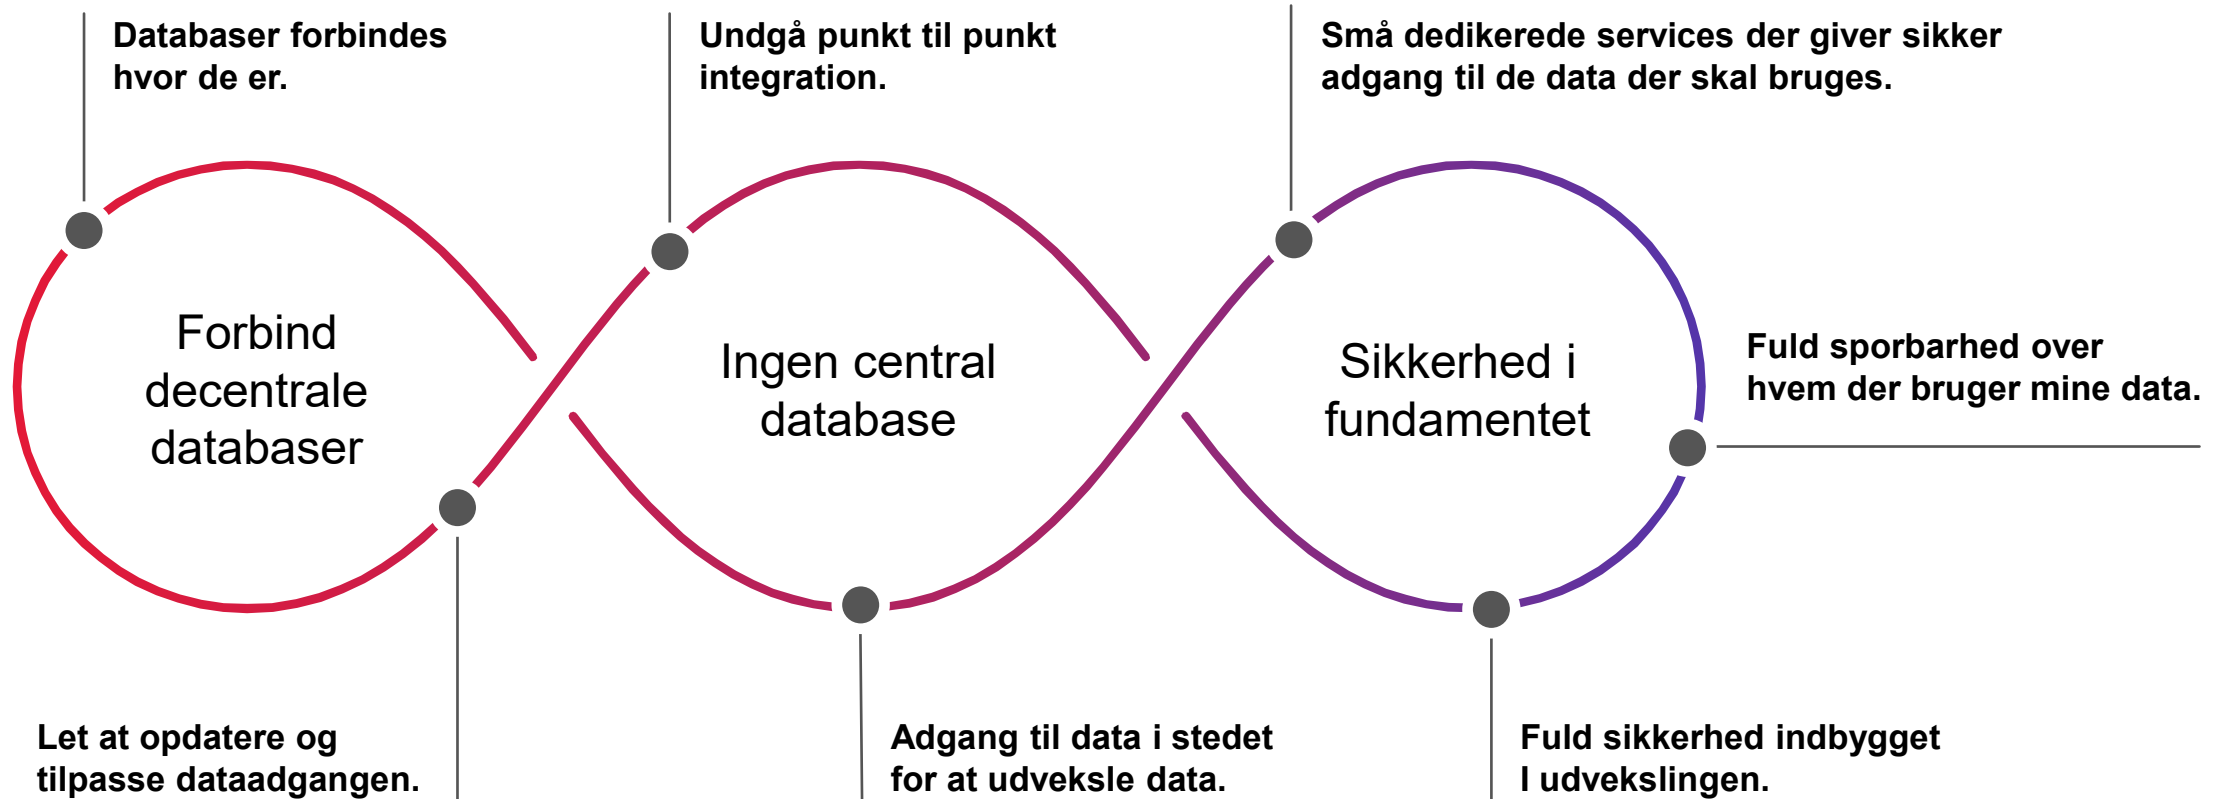 Databaser forbindes
hvor de er.
Undgå punkt til punkt
integration.
Små dedikerede services der giver sikker
adgang til de data der skal bruges.
Forbind
decentrale
databaser
Ingen central
database
Sikkerhed i
fundamentet
Fuld sporbarhed over
hvem der bruger mine data.
Let at opdatere og
tilpasse dataadgangen.
Adgang til data i stedet
for at udveksle data.
Fuld sikkerhed indbygget
I udvekslingen.